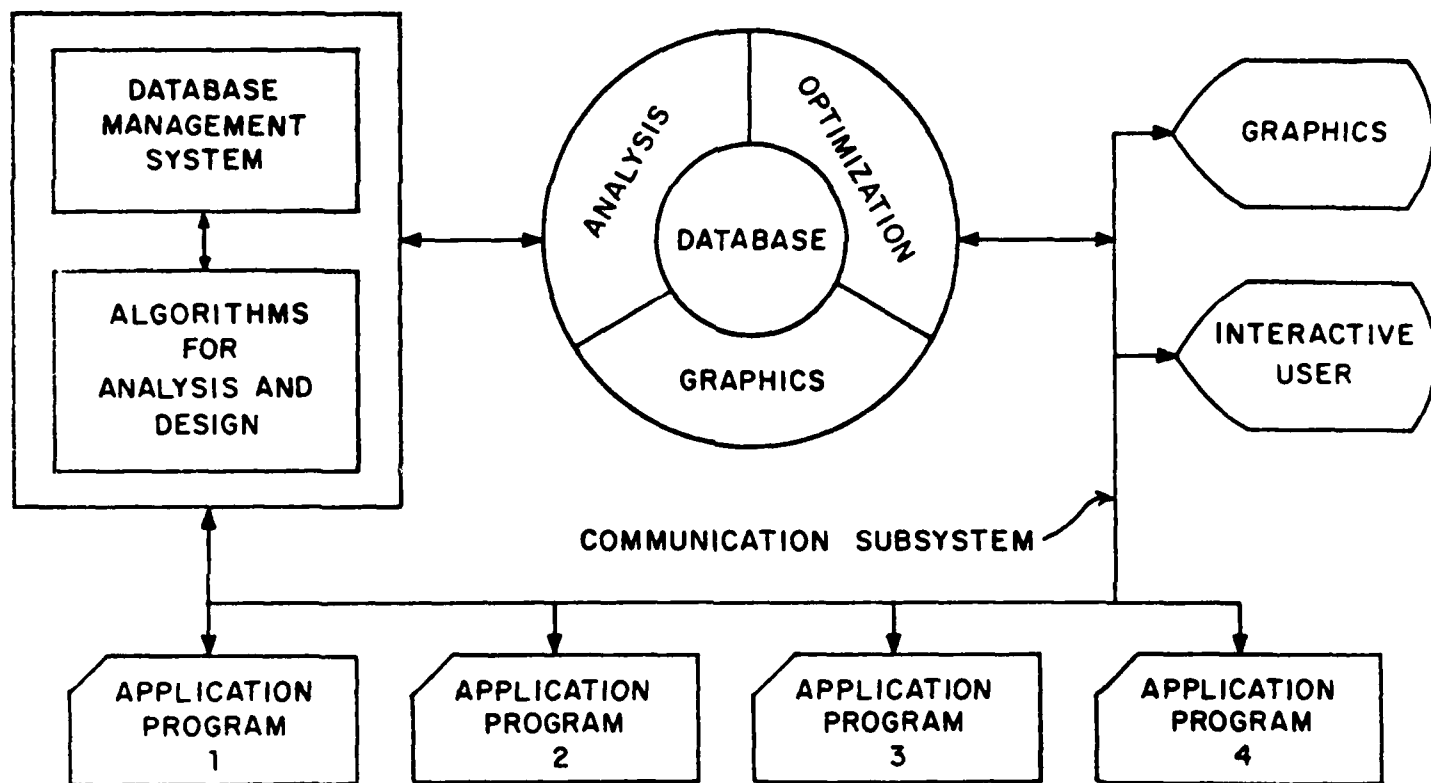 DATABASE
MANAGEMENT
SYSTEM
ALGORITHMS
FOR
ANALYSIS AND
DESIGN
ANALYSIS
OPTIMIZATION
DATABASE
GRAPHICS
GRAPHICS
INTERACTIVE
USER
COMMUNICATION SUBSYSTEM
APPLICATION
PROGRAM
1
APPLICATION
PROGRAM
2
APPLICATION
PROGRAM
3
APPLICATION
PROGRAM
4